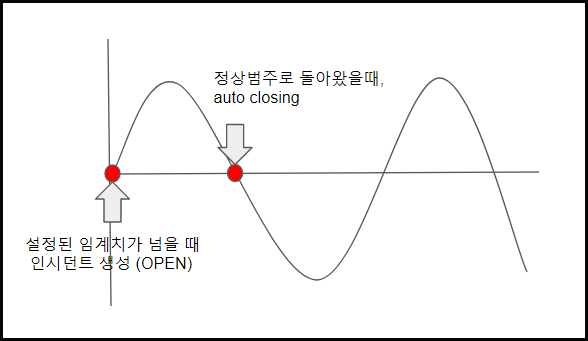 정상범주로 돌아왔을때,
auto closing
설정된 임계치가 넘을 때
인시던트 생성 (OPEN)